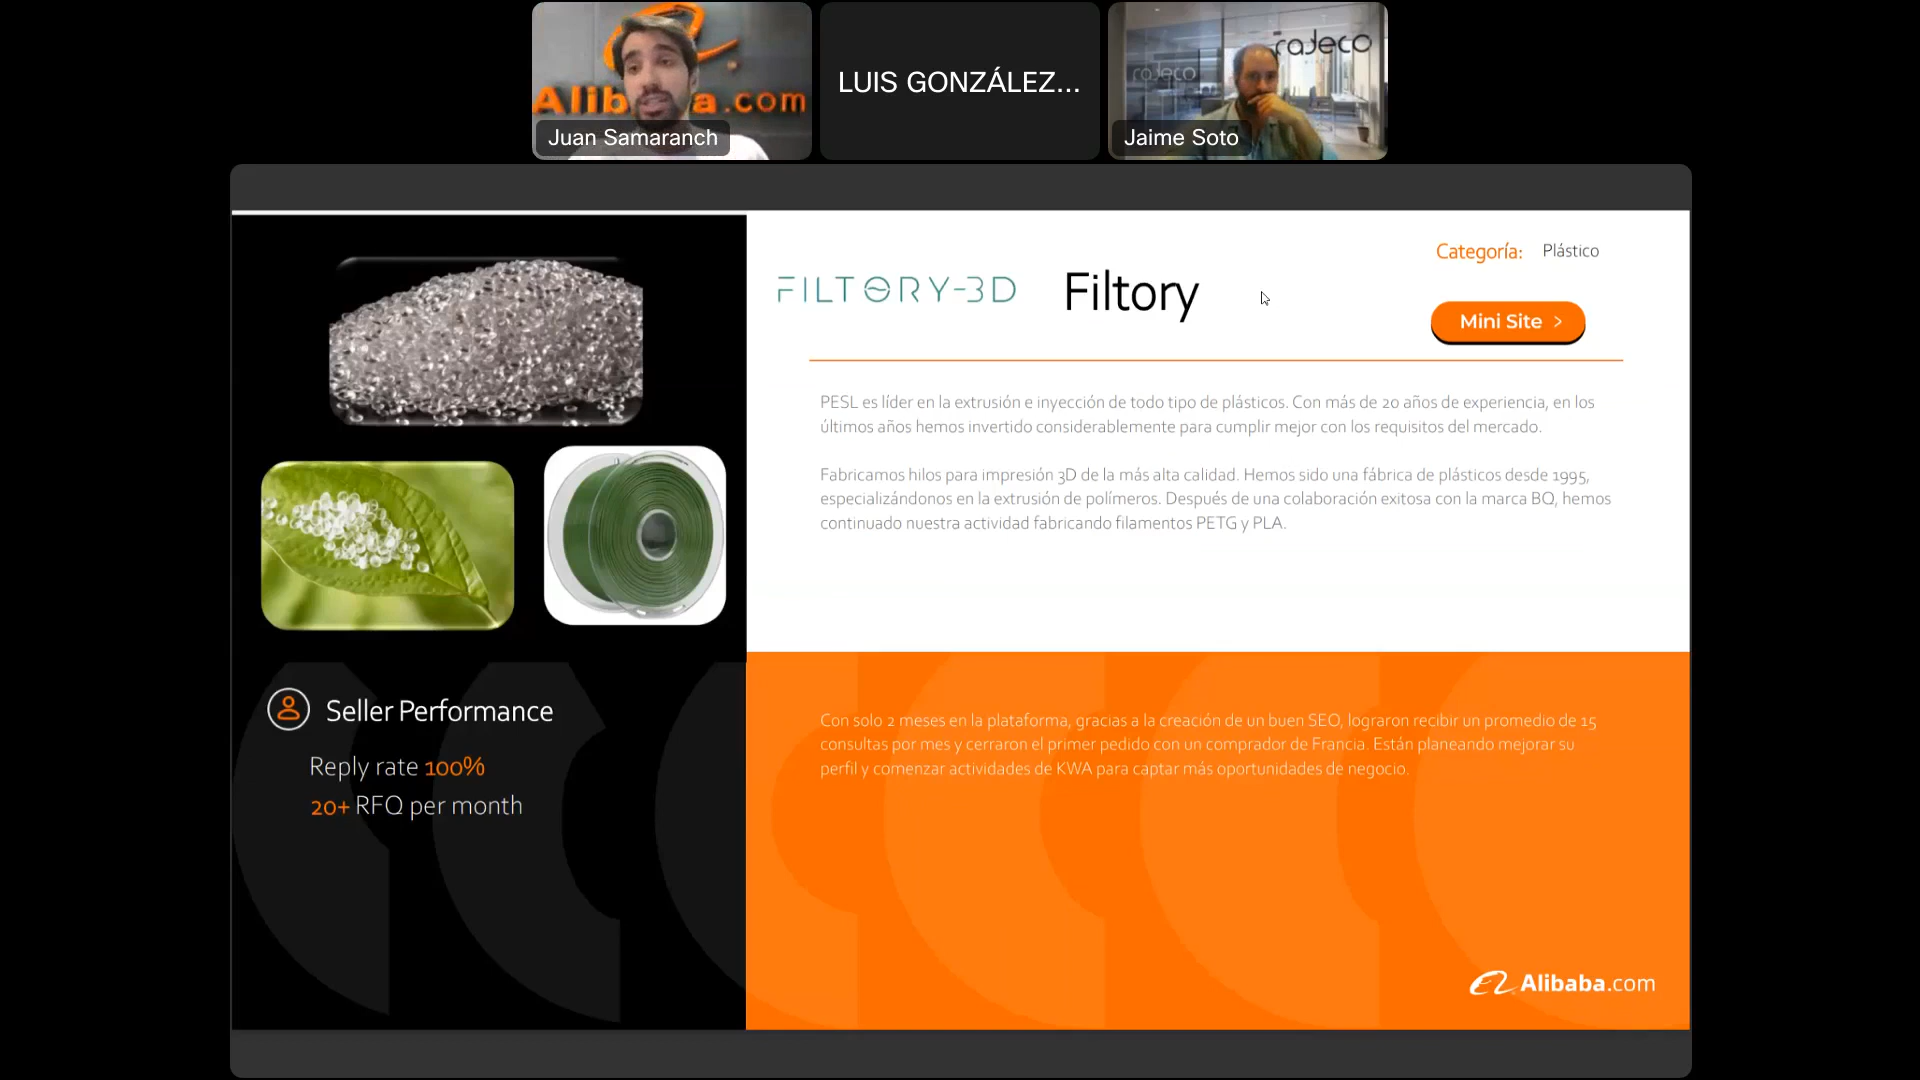 Alib a.com
Juan Samaranch
LUIS GONZÁLEZ...
rajeco
rajeco
Jaime Soto
FILTORY-3D
Filtory
Categoría: Plástico
Mini Site >
PESL es líder en la extrusión e inyección de todo tipo de plásticos. Con más de 20 años de experiencia, en los
últimos años hemos invertido considerablemente para cumplir mejor con los requisitos del mercado.
Fabricamos hilos para impresión 3D de la más alta calidad. Hemos sido una fábrica de plásticos desde 1995,
especializándonos en la extrusión de polímeros. Después de una colaboración exitosa con la marca BQ, hemos
continuado nuestra actividad fabricando filamentos PETG y PLA.
Seller Performance
Reply rate 100%
20+ RFQ per month
Con solo 2 meses en la plataforma, gracias a la creación de un buen SEO, lograron recibir un promedio de 15
consultas por mes y cerraron el primer pedido con un comprador de Francia. Están planeando mejorar su
perfil y comenzar actividades de KWA para captar más oportunidades de negocio.
Alibaba.com